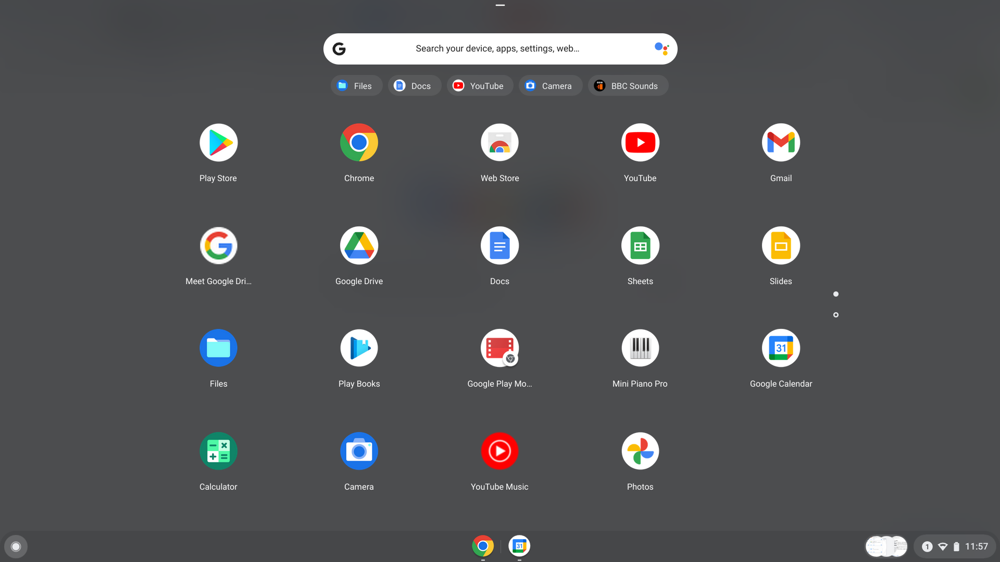 Search your device, apps, settings, web...
Files Docs YouTube Camera BBC Sounds
Play Store Chrome Web Store YouTube Gmail
Meet Google Dri... Google Drive Docs Sheets Slides
31
Files Play Books Google Play Mo... Mini Piano Pro Google Calendar
Calculator Camera YouTube Music Photos
31
1 11:57